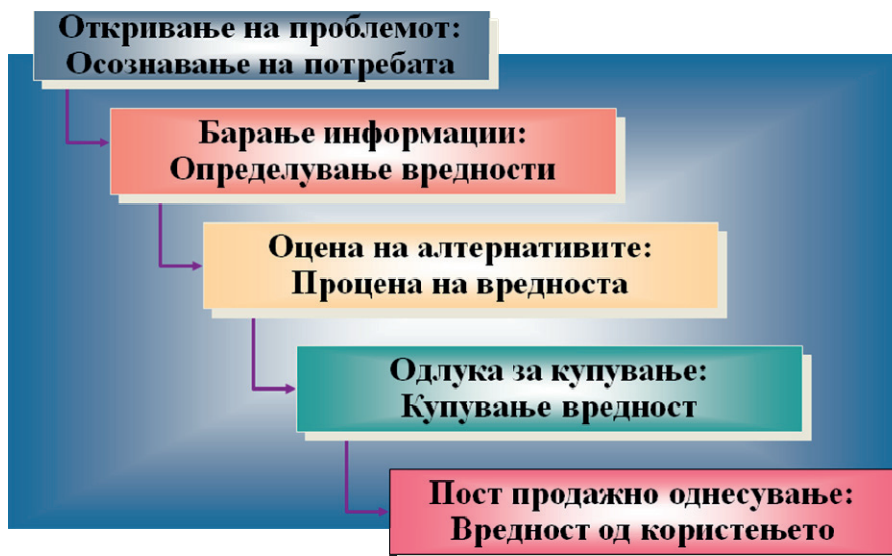 Откривање на проблемот:
Осознавање на потребата
Барање информации:
Определување вредности
Оцена на алтернативите:
Процена на вредноста
Одлука за купување:
Купување вредност
Пост продажно однесување:
Вредност од користењето